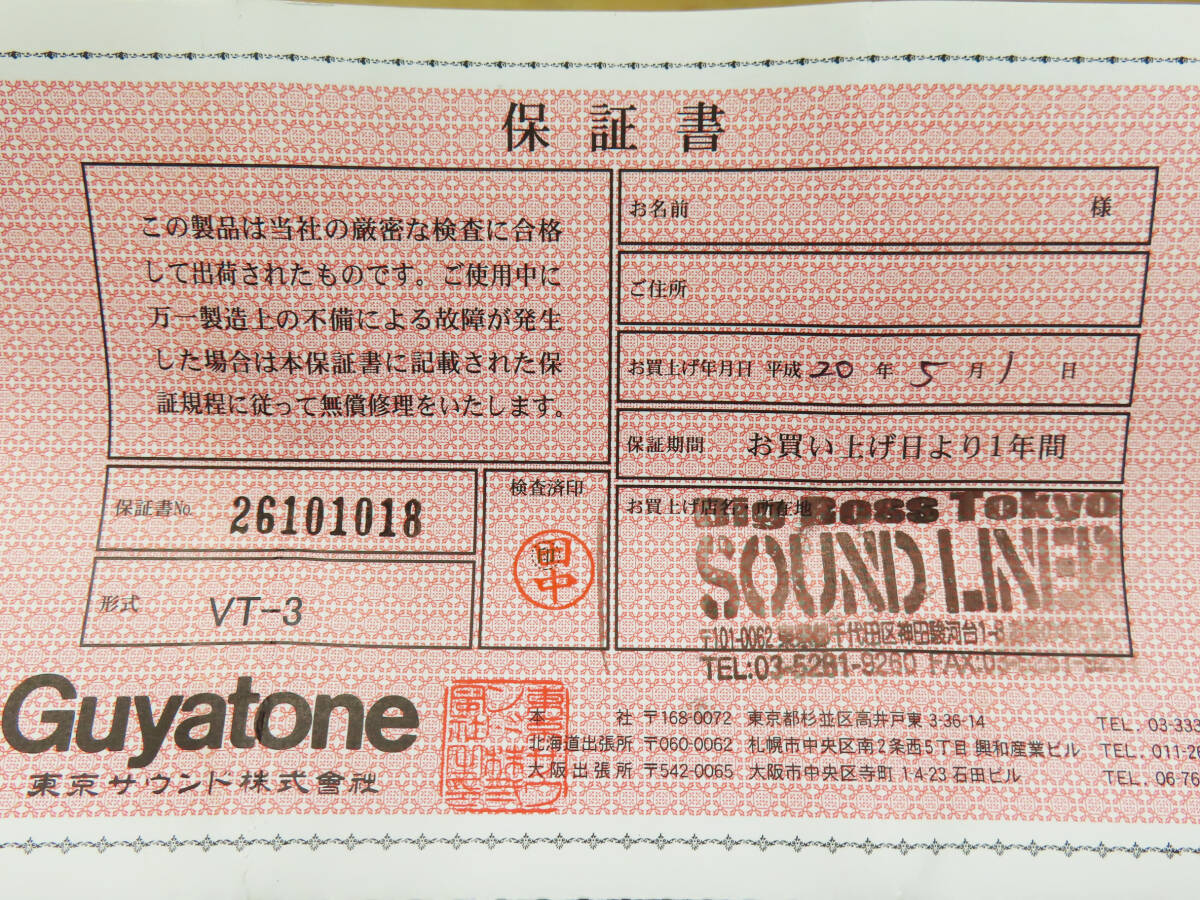 保証書
この製品は当社の厳密な検査に合格
して出荷されたものです。ご使用中に
万一製造上の不備による故障が発生
した場合は本保証書に記載された保
証規程に従って無償修理をいたします。
保証書No. 26101018
形式 VT-3
検査済印
田中
お名前 様
ご住所
お買上げ年月日 平成 20 年 5 月 1 日
保証期間 お買い上げ日より1年間
お買上げ店名・所在地
Big Boss Tokyo
SOUND LINER
〒101-0062 東京都千代田区神田駿河台1-8
TEL:03-5281-9260 FAX:03-5281-92
Guyatone
東京サウンド株式會社
本社 〒168-0072 東京都杉並区高井戸東3-36-14 TEL. 03-333
北海道出張所 〒060-0062 札幌市中央区南2条西5丁目 興和産業ビル TEL. 011-26
大阪出張所 〒542-0065 大阪市中央区寺町 1-4-23 石田ビル TEL. 06-76